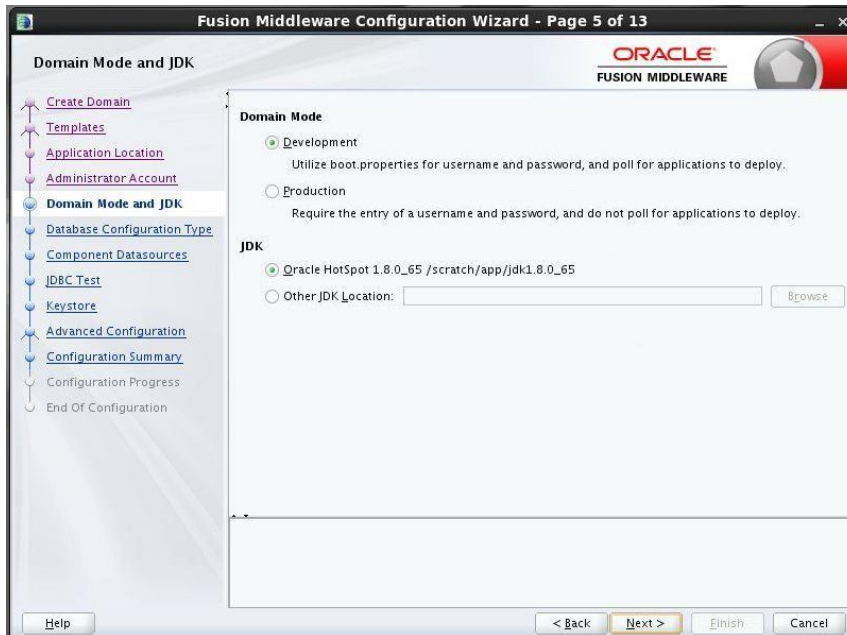 Fusion Middleware Configuration Wizard - Page 5 of 13
Domain Mode and JDK
ORACLE
FUSION MIDDLEWARE
Create Domain
Templates
Application Location
Administrator Account
Domain Mode and JDK
Database Configuration Type
Component Datasources
JDBC Test
Keystore
Advanced Configuration
Configuration Summary
Configuration Progress
End Of Configuration
Domain Mode
Development
Utilize boot.properties for username and password, and poll for applications to deploy.
Production
Require the entry of a username and password, and do not poll for applications to deploy.
JDK
Oracle HotSpot 1.8.0_65 /scratch/app/jdk1.8.0_65
Other JDK Location:
Browse
Help
< Back
Next >
Finish
Cancel